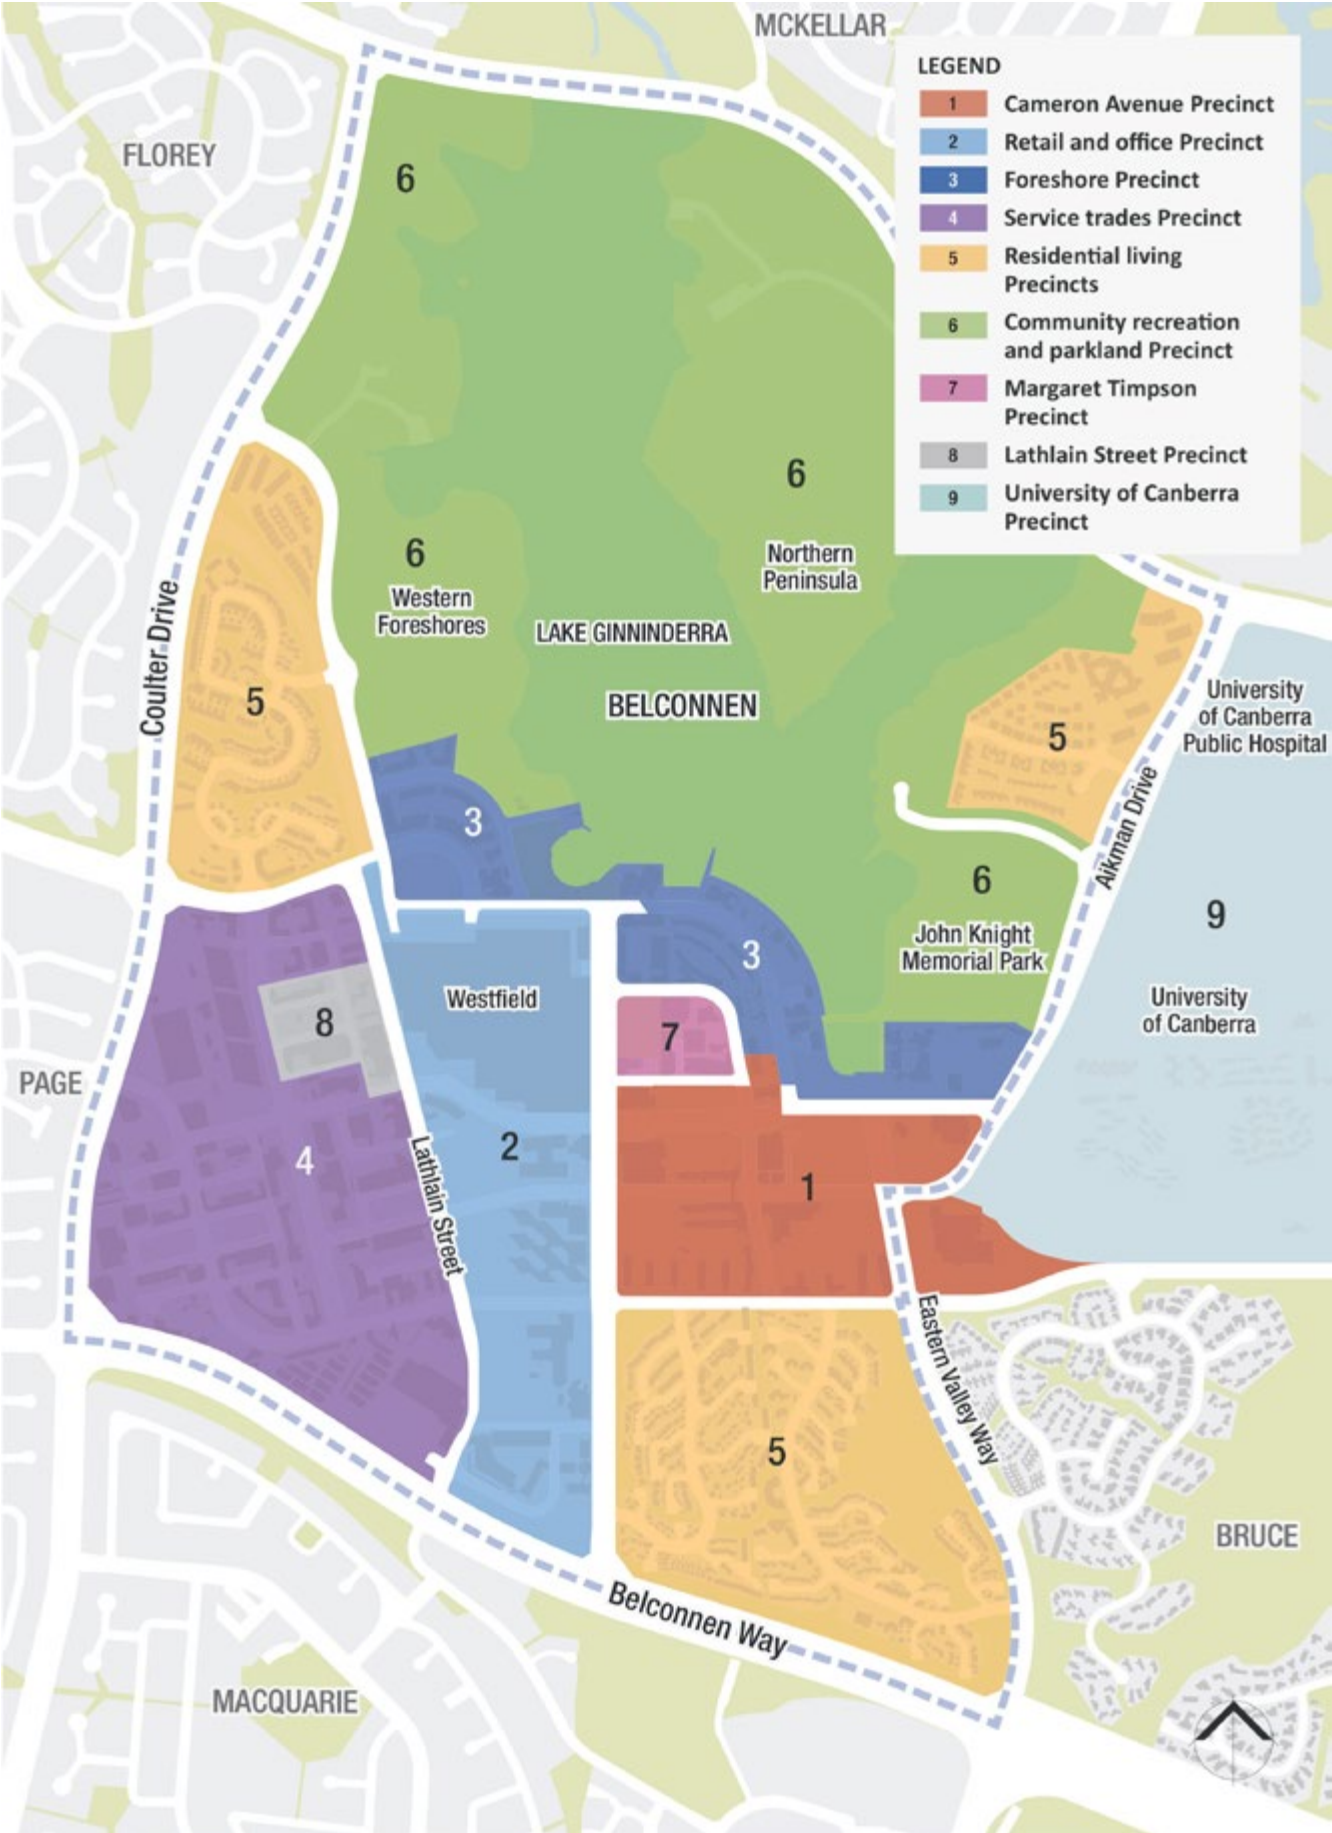 MCKELLAR
LEGEND
1 Cameron Avenue Precinct
2 Retail and office Precinct
3 Foreshore Precinct
4 Service trades Precinct
5 Residential living
Precincts
6 Community recreation
and parkland Precinct
7 Margaret Timpson
Precinct
8 Lathlain Street Precinct
9 University of Canberra
Precinct
FLOREY
6
6
Northern
Peninsula
6
Western
Foreshores
LAKE GINNINDERRA
BELCONNEN
Coulter Drive
5
5
University
of Canberra
Public Hospital
Aikman Drive
3
6
John Knight
Memorial Park
9
University
of Canberra
3
Westfield
8
7
PAGE
4
Lathlain Street
2
1
Eastern Valley Way
5
BRUCE
Belconnen Way
MACQUARIE